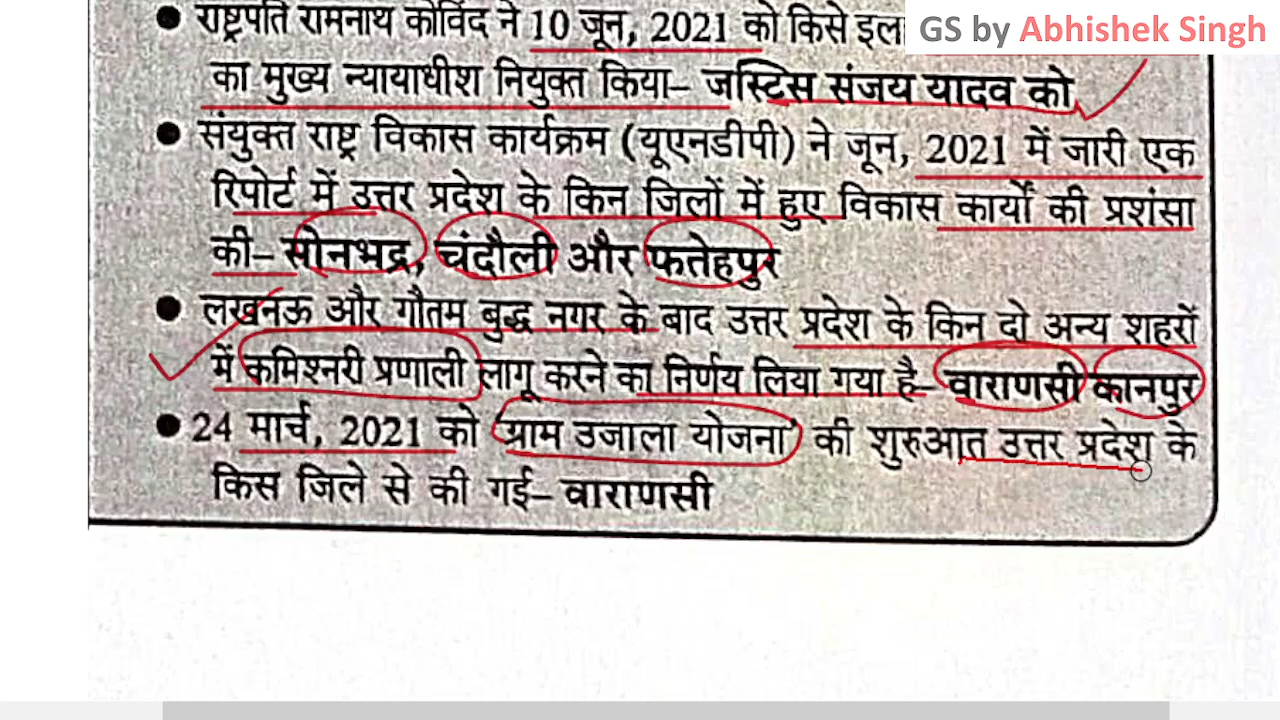 GS by Abhishek Singh
● राष्ट्रपति रामनाथ कोविंद ने 10 जून, 2021 को किसे इला
का मुख्य न्यायाधीश नियुक्त किया– जस्टिस संजय यादव को
● संयुक्त राष्ट्र विकास कार्यक्रम (यूएनडीपी) ने जून, 2021 में जारी एक
रिपोर्ट में उत्तर प्रदेश के किन जिलों में हुए विकास कार्यों की प्रशंसा
की– सोनभद्र, चंदौली और फतेहपुर
● लखनऊ और गौतम बुद्ध नगर के बाद उत्तर प्रदेश के किन दो अन्य शहरों
में कमिश्नरी प्रणाली लागू करने का निर्णय लिया गया है– वाराणसी कानपुर
● 24 मार्च, 2021 को 'ग्राम उजाला योजना' की शुरुआत उत्तर प्रदेश के
किस जिले से की गई– वाराणसी